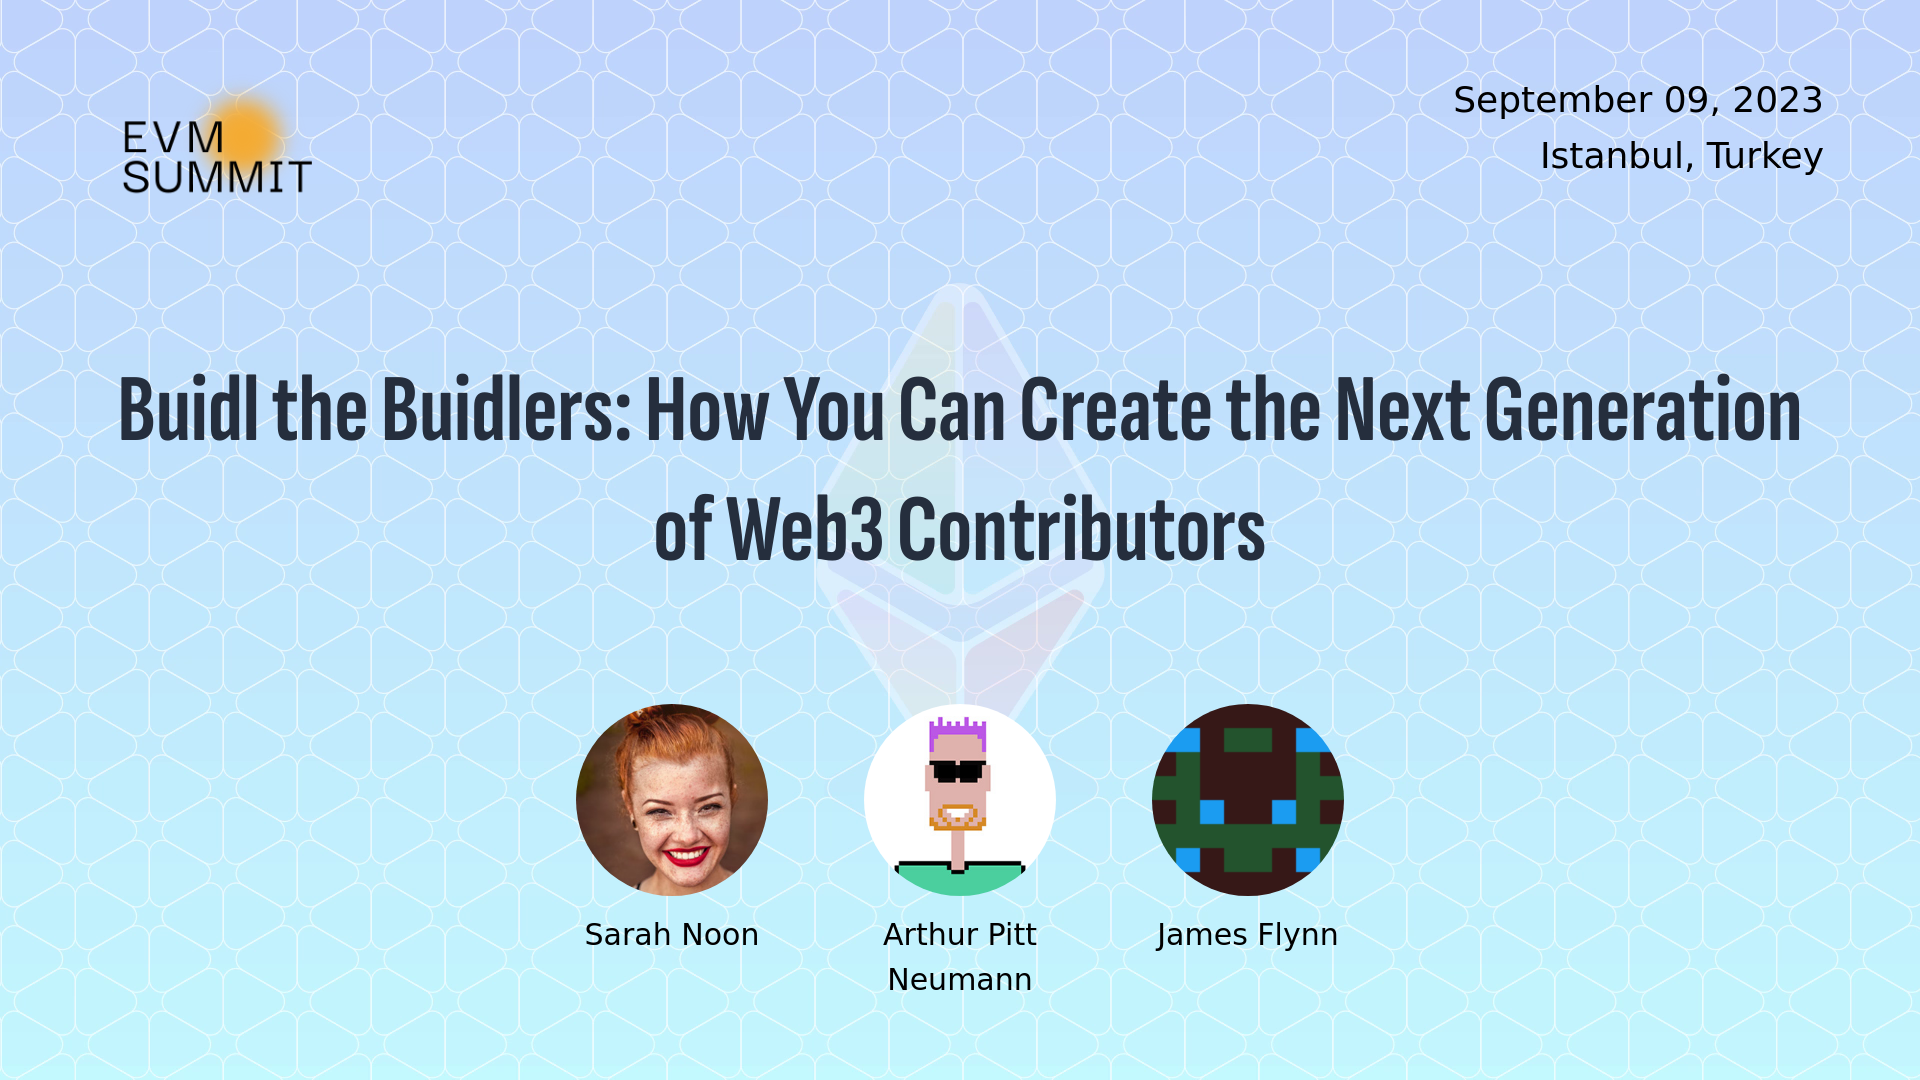 EVM
SUMMIT
September 09, 2023
Istanbul, Turkey
Buidl the Buidlers: How You Can Create the Next Generation
of Web3 Contributors
Sarah Noon
Arthur Pitt
Neumann
James Flynn